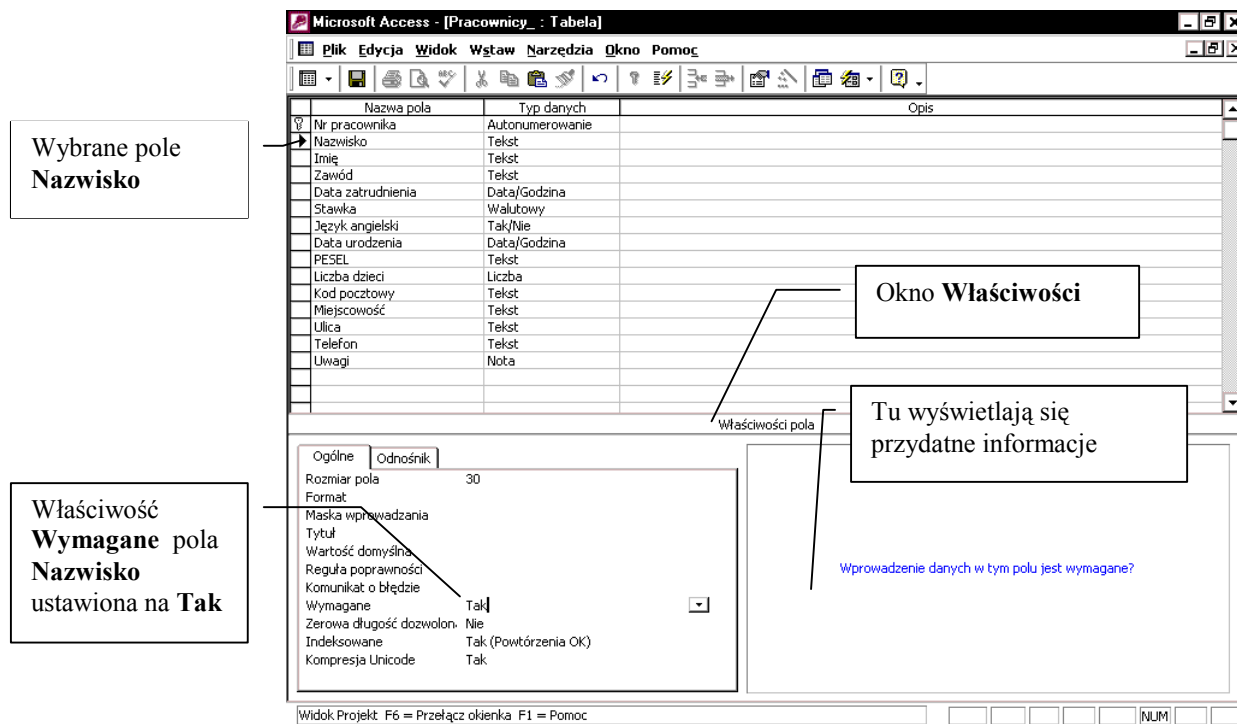 Microsoft Access - [Pracownicy_ : Tabela]
Plik Edycja Widok Wstaw Narzędzia Okno Pomoc
Nazwa pola Typ danych Opis
Nr pracownika Autonumerowanie
Nazwisko Tekst
Imię Tekst
Zawód Tekst
Data zatrudnienia Data/Godzina
Stawka Walutowy
Język angielski Tak/Nie
Data urodzenia Data/Godzina
PESEL Tekst
Liczba dzieci Liczba
Kod pocztowy Tekst
Miejscowość Tekst
Ulica Tekst
Telefon Tekst
Uwagi Nota
Wybrane pole
Nazwisko
Okno Właściwości
Tu wyświetlają się
przydatne informacje
Właściwości pola
Ogólne Odnośnik
Rozmiar pola 30
Format
Maska wprowadzania
Tytuł
Wartość domyślna
Reguła poprawności
Komunikat o błędzie
Wymagane Tak
Zerowa długość dozwolon Nie
Indeksowane Tak (Powtórzenia OK)
Kompresja Unicode Tak
Wprowadzenie danych w tym polu jest wymagane?
Właściwość
Wymagane pola
Nazwisko
ustawiona na Tak
Widok Projekt F6 = Przełącz okienka F1 = Pomoc
NUM